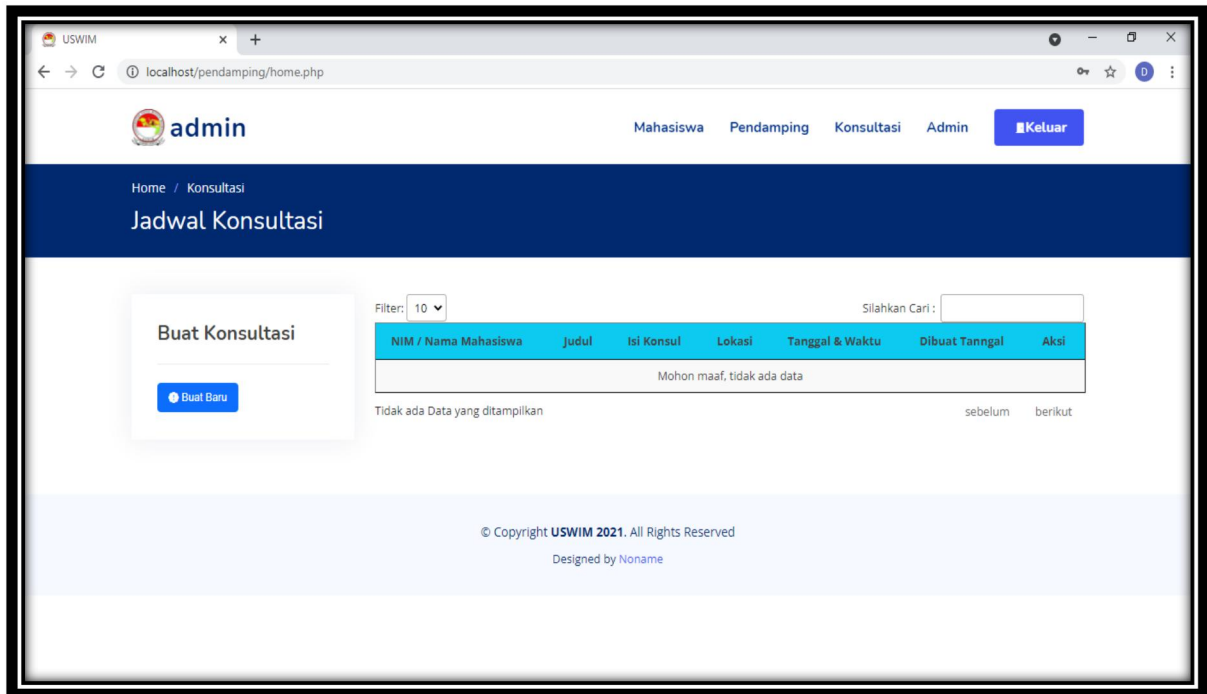 USWIM
localhost/pendamping/home.php
D
admin
Mahasiswa Pendamping Konsultasi Admin Keluar
Home / Konsultasi
Jadwal Konsultasi
Buat Konsultasi
Buat Baru
Filter: 10 Silahkan Cari :
NIM / Nama Mahasiswa Judul Isi Konsul Lokasi Tanggal & Waktu Dibuat Tanngal Aksi
Mohon maaf, tidak ada data
Tidak ada Data yang ditampilkan sebelum berikut
© Copyright USWIM 2021. All Rights Reserved
Designed by Noname